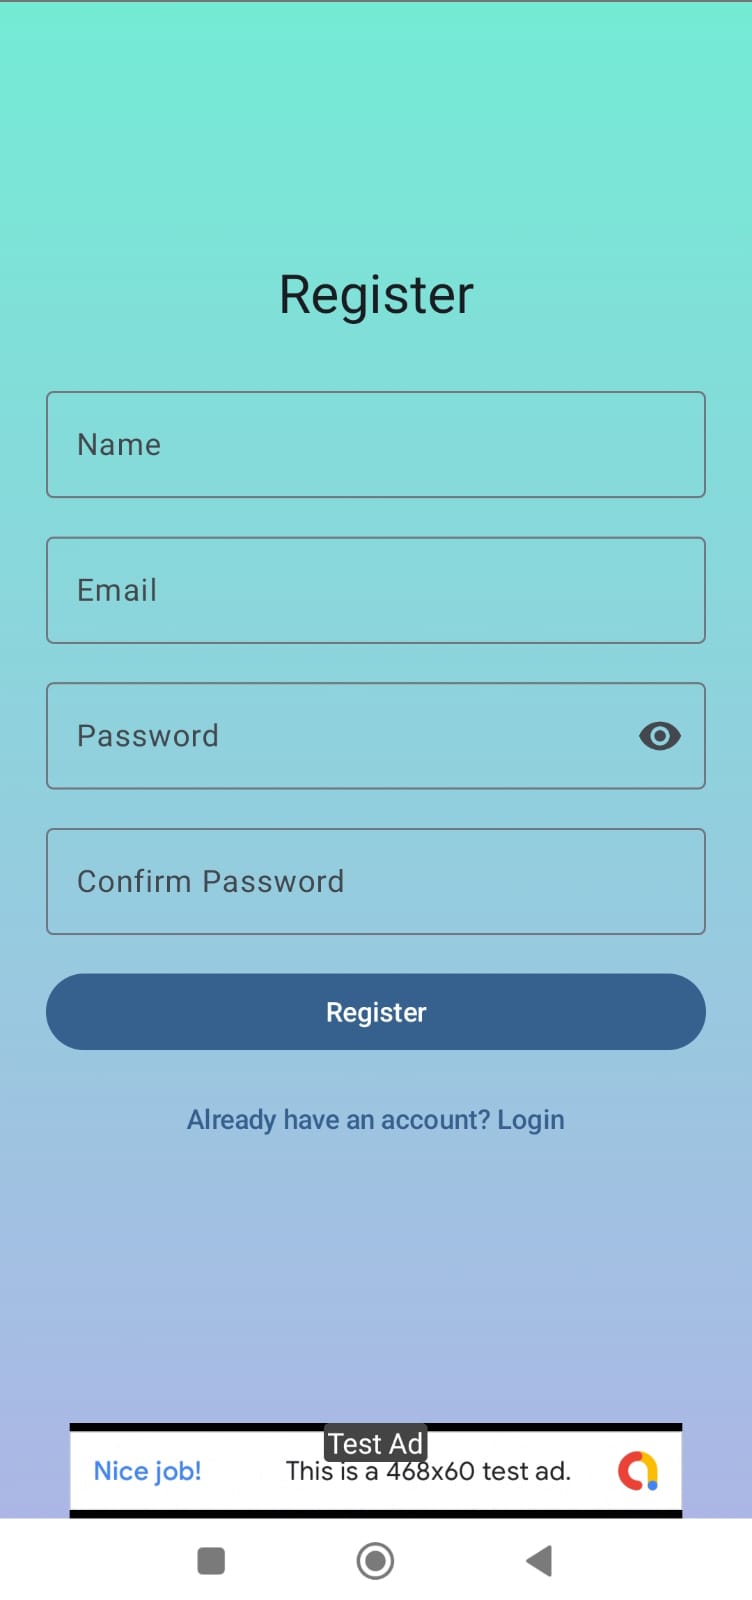 Register
Name
Email
Password
Confirm Password
Register
Already have an account? Login
Test Ad
Nice job! This is a 468x60 test ad.